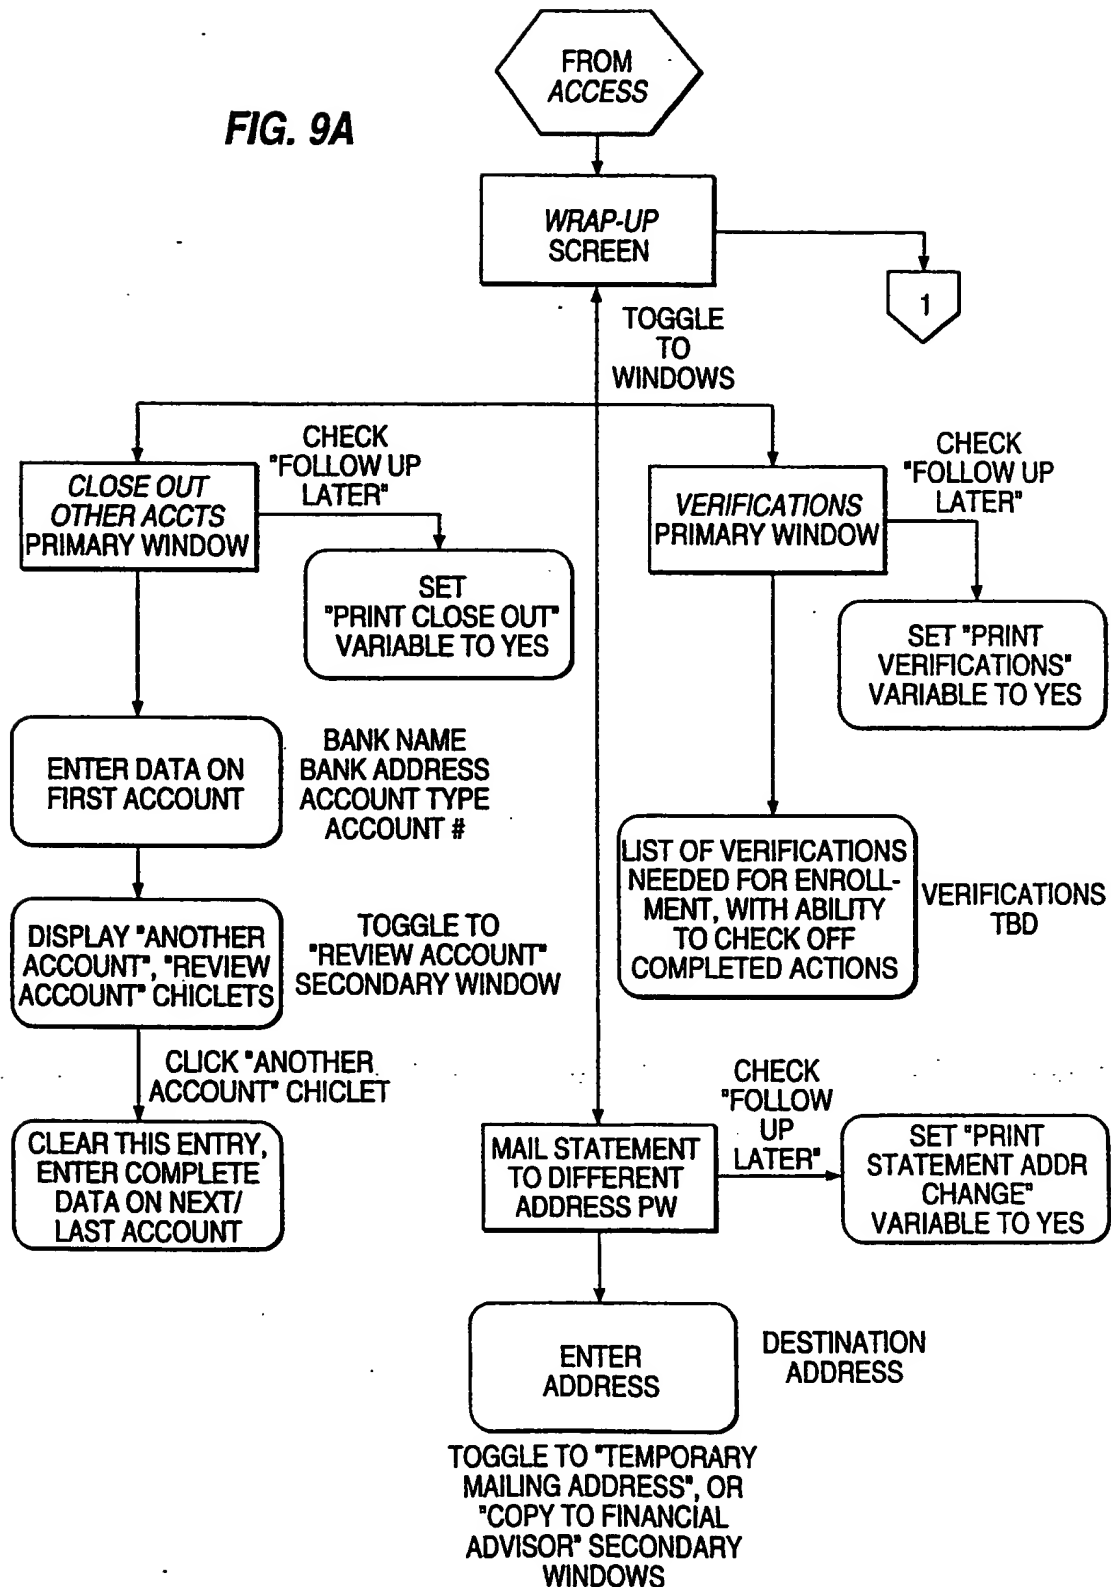 FROM
ACCESS
FIG. 9A
WRAP-UP
SCREEN
1
TOGGLE
TO
WINDOWS
CHECK
"FOLLOW UP
LATER"
CLOSE OUT
OTHER ACCTS
PRIMARY WINDOW
SET
"PRINT CLOSE OUT"
VARIABLE TO YES
CHECK
"FOLLOW UP
LATER"
VERIFICATIONS
PRIMARY WINDOW
SET "PRINT
VERIFICATIONS"
VARIABLE TO YES
ENTER DATA ON
FIRST ACCOUNT
BANK NAME
BANK ADDRESS
ACCOUNT TYPE
ACCOUNT #
LIST OF VERIFICATIONS
NEEDED FOR ENROLL-
MENT, WITH ABILITY
TO CHECK OFF
COMPLETED ACTIONS
VERIFICATIONS
TBD
DISPLAY "ANOTHER
ACCOUNT", "REVIEW
ACCOUNT" CHICLETS
TOGGLE TO
"REVIEW ACCOUNT"
SECONDARY WINDOW
CLICK "ANOTHER
ACCOUNT" CHICLET
CLEAR THIS ENTRY,
ENTER COMPLETE
DATA ON NEXT/
LAST ACCOUNT
MAIL STATEMENT
TO DIFFERENT
ADDRESS PW
CHECK
"FOLLOW
UP
LATER"
SET "PRINT
STATEMENT ADDR
CHANGE"
VARIABLE TO YES
ENTER
ADDRESS
DESTINATION
ADDRESS
TOGGLE TO "TEMPORARY
MAILING ADDRESS", OR
"COPY TO FINANCIAL
ADVISOR" SECONDARY
WINDOWS